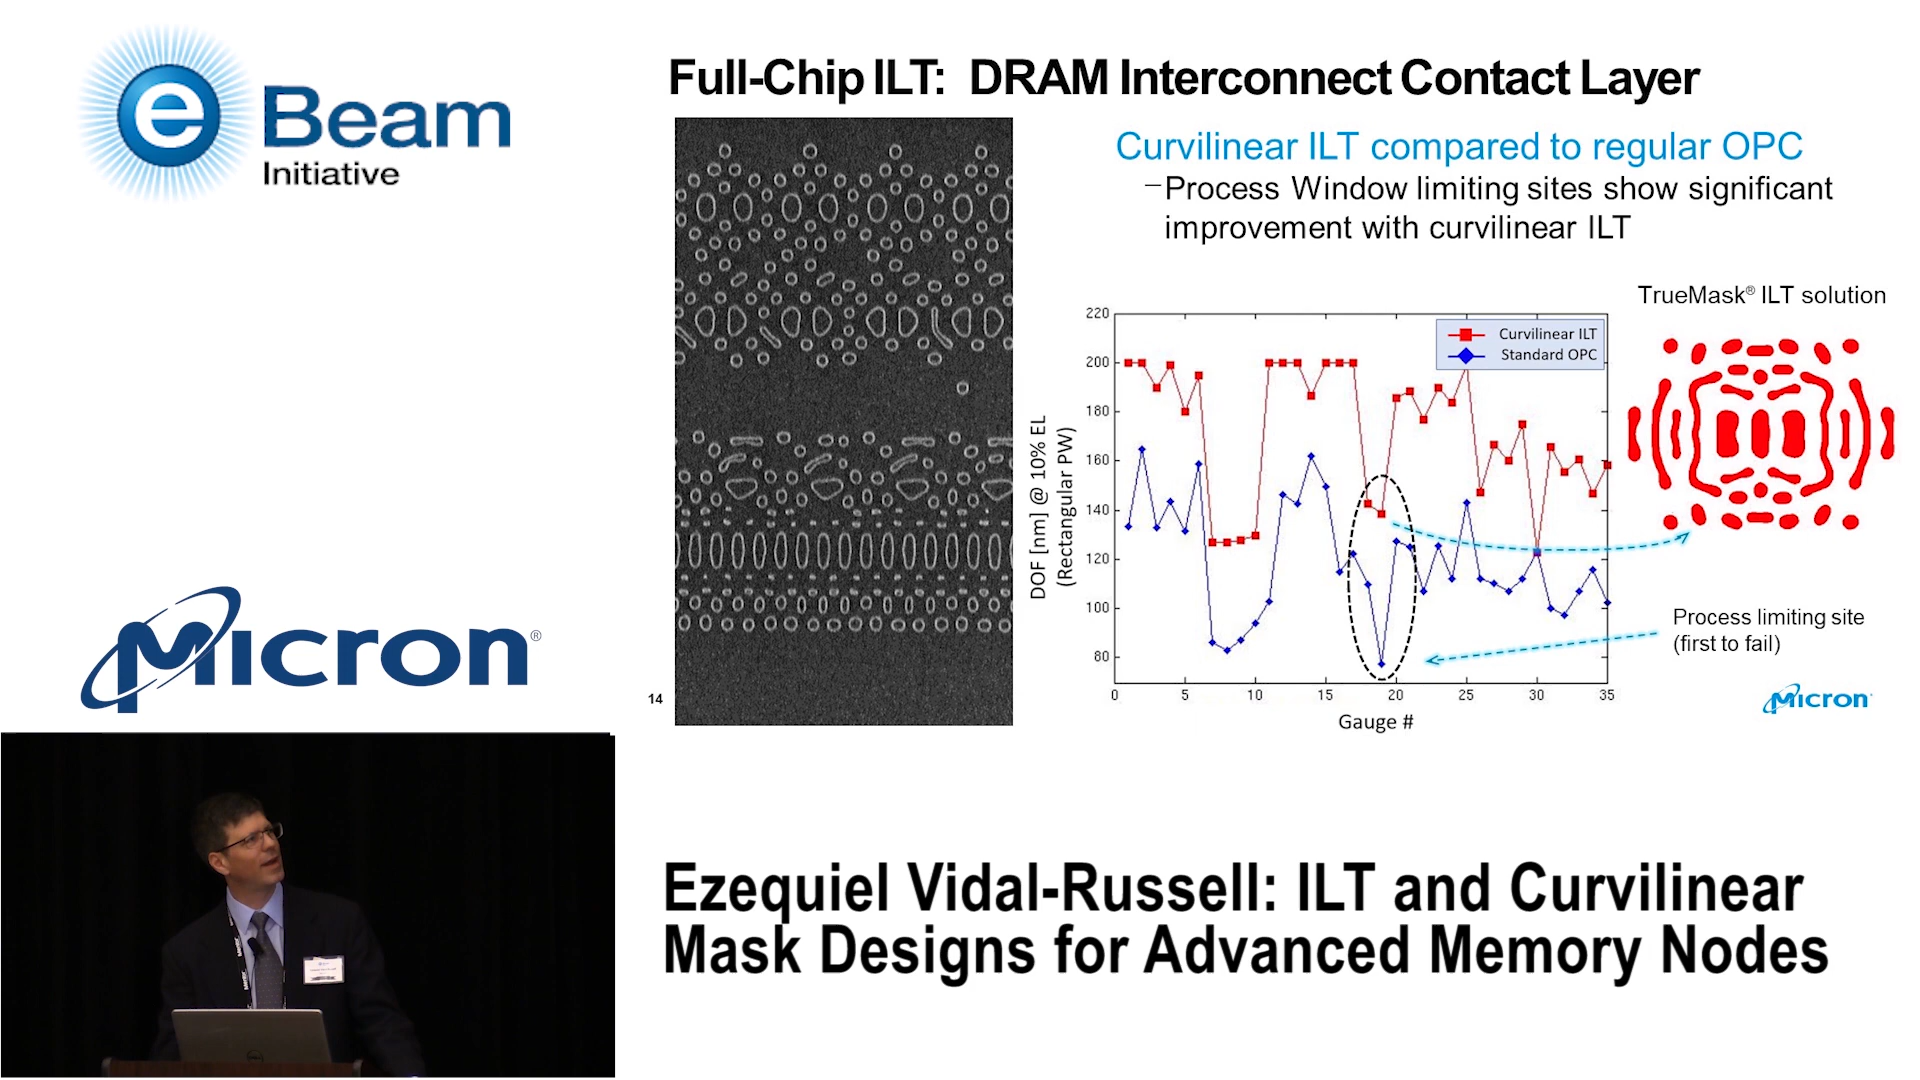 e Beam
Initiative
Full-Chip ILT: DRAM Interconnect Contact Layer
Curvilinear ILT compared to regular OPC
–Process Window limiting sites show significant
improvement with curvilinear ILT
TrueMask® ILT solution
220
200
180
160
140
120
100
80
0 5 10 15 20 25 30 35
Curvilinear ILT
Standard OPC
DOF [nm] @ 10% EL
(Rectangular PW)
Gauge #
Process limiting site
(first to fail)
Micron
14
Micron®
DELL
Ezequiel Vidal-Russell: ILT and Curvilinear
Mask Designs for Advanced Memory Nodes